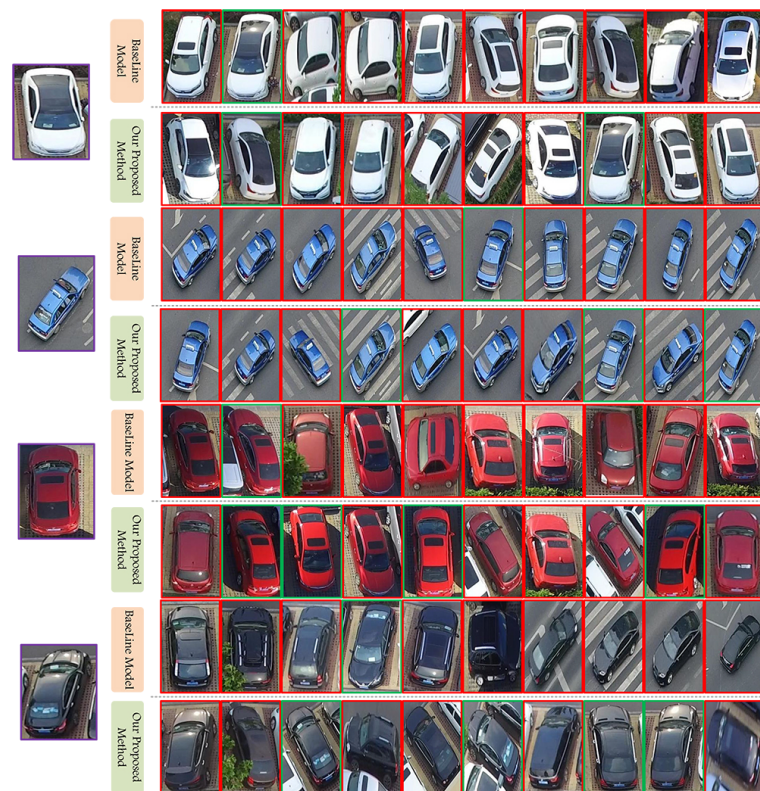 BaseLine
Model
Our Proposed
Method
BaseLine
Model
Our Proposed
Method
BaseLine Model
Our Proposed
Method
BaseLine Model
Our Proposed
Method